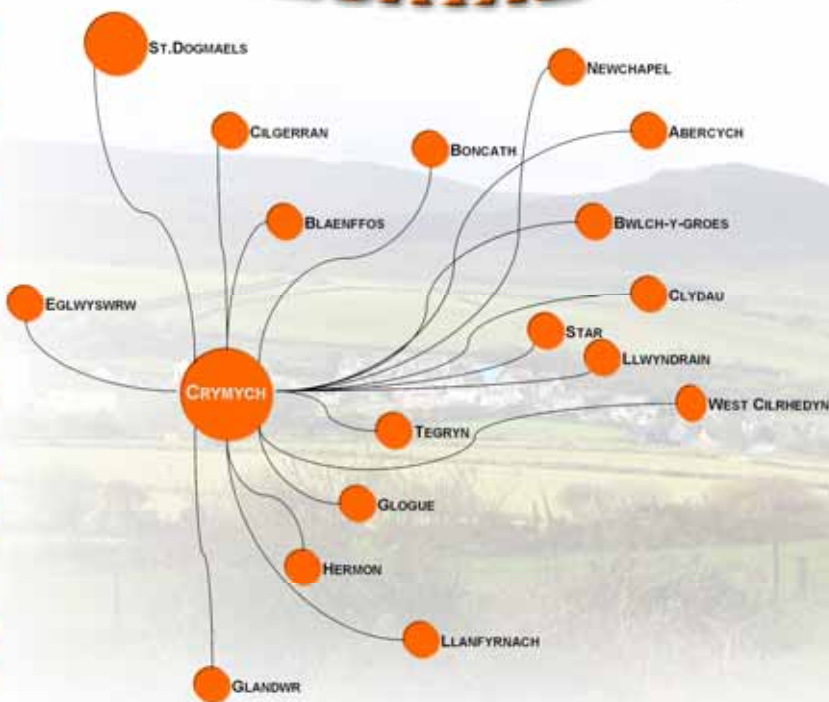 ST.DOGMAELS
NEWCHAPEL
CILGERRAN
ABERCYCH
BONCATH
BLAENFFOS
BWLCH-Y-GROES
EGLWYSWRW
CLYDAU
STAR
LLWYNDRAIN
CRYMYCH
WEST CILRHEDYN
TEGRYN
GLOGUE
HERMON
LLANFYRNACH
GLANDWR